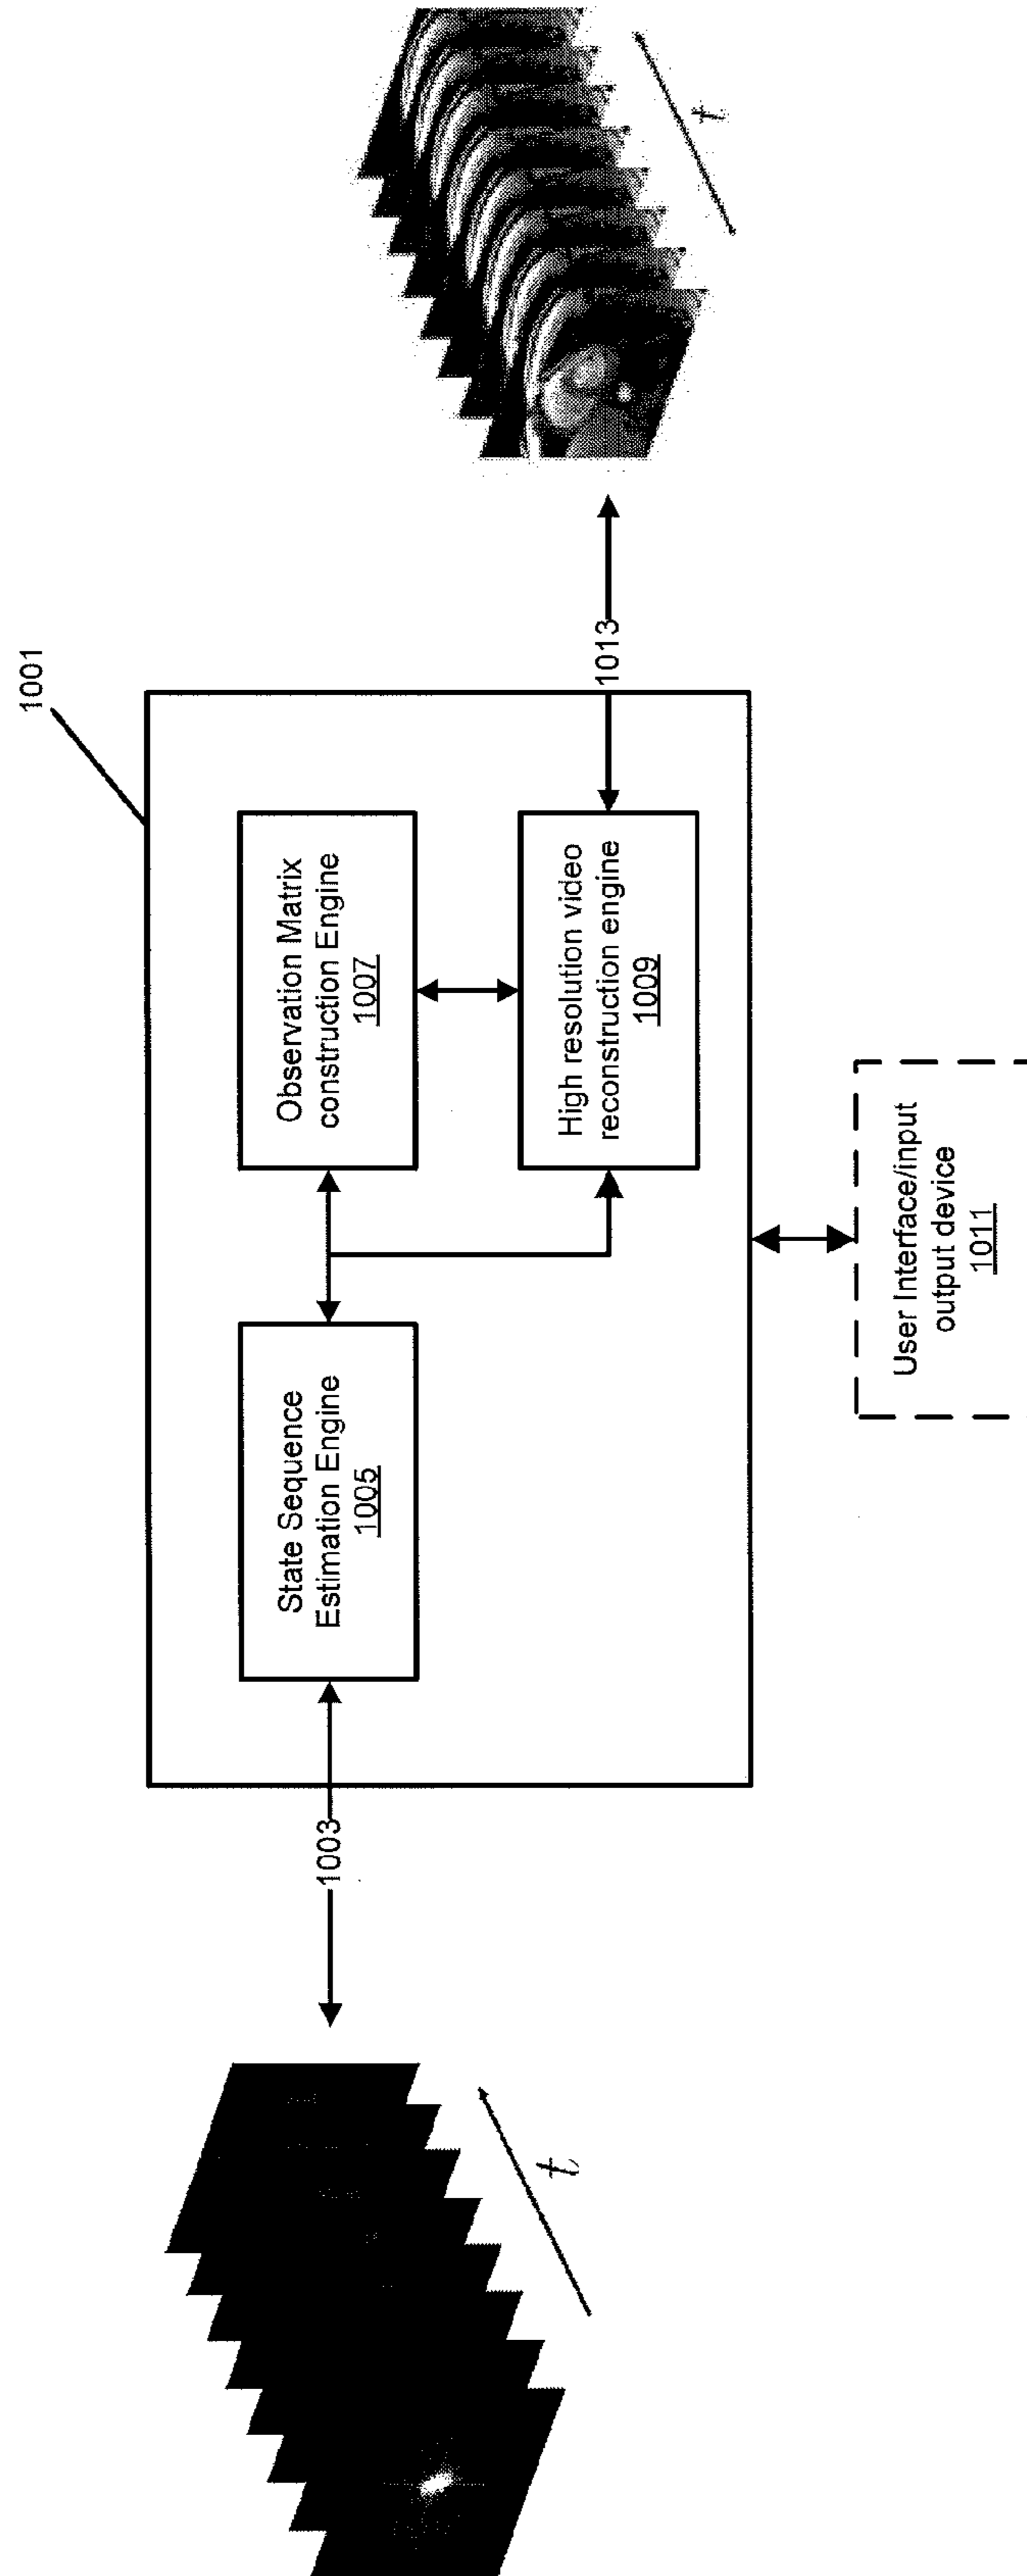 1001
1003
State Sequence
Estimation Engine
1005
Observation Matrix
construction Engine
1007
High resolution video
reconstruction engine
1009
1013
t
t
User Interface/input
output device
1011